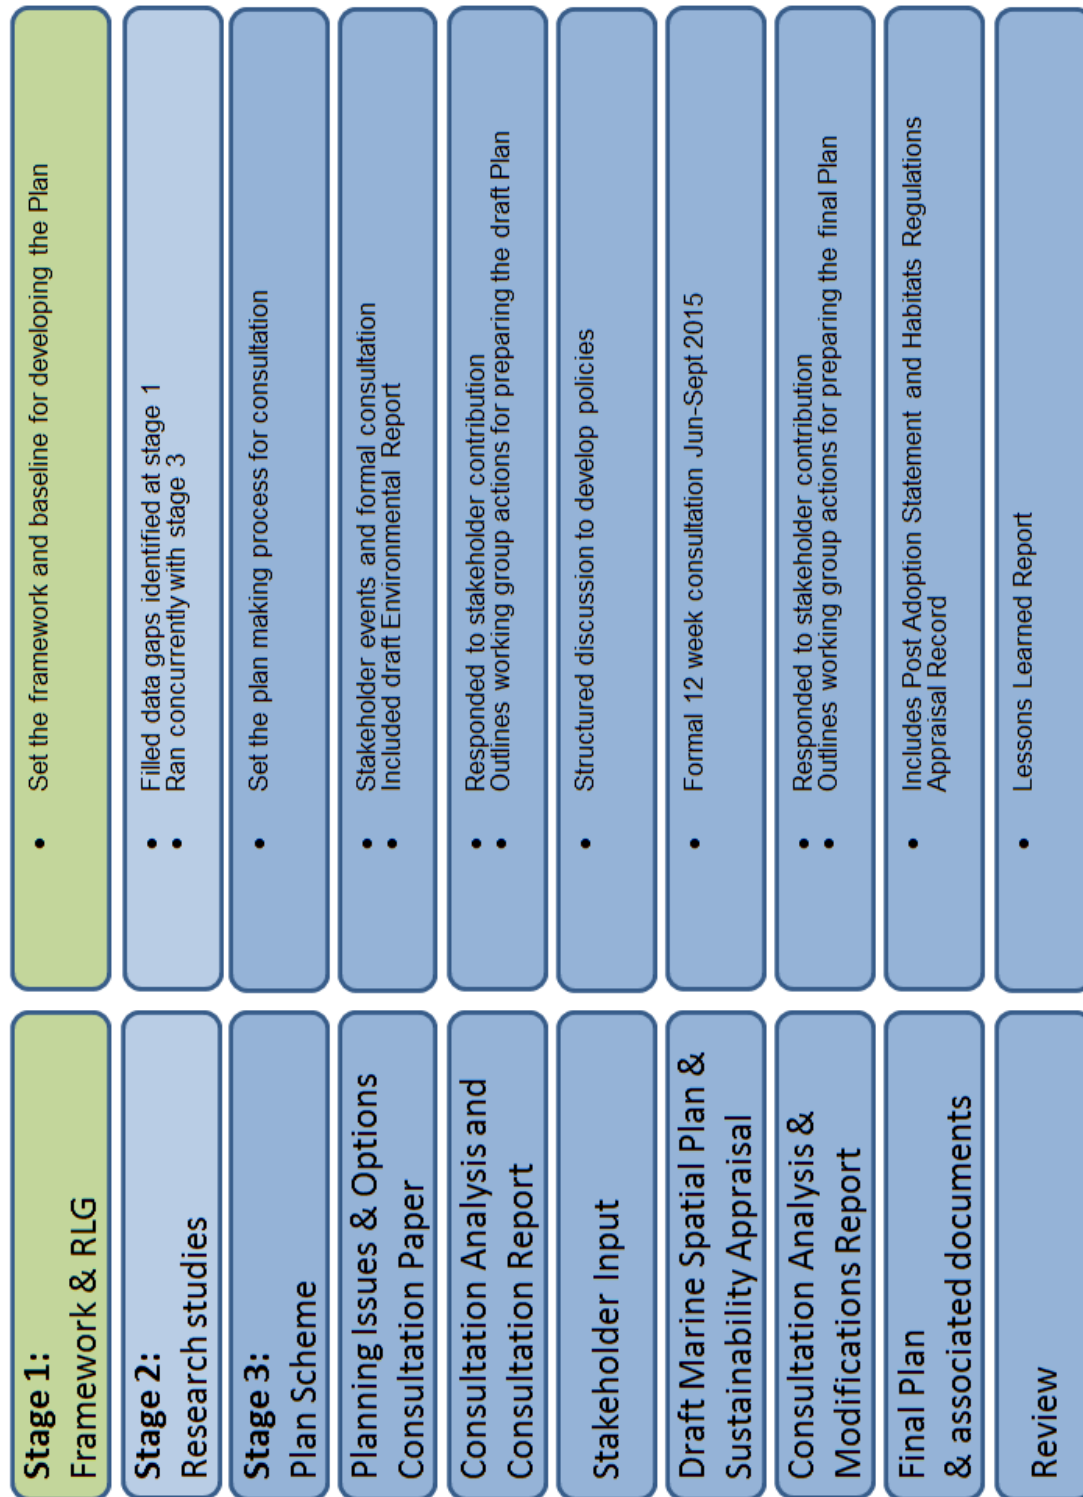 Stage 1:
Framework & RLG
• Set the framework and baseline for developing the Plan
Stage 2:
Research studies
• Filled data gaps identified at stage 1
• Ran concurrently with stage 3
Stage 3:
Plan Scheme
• Set the plan making process for consultation
Planning Issues & Options
Consultation Paper
• Stakeholder events and formal consultation
• Included draft Environmental Report
Consultation Analysis and
Consultation Report
• Responded to stakeholder contribution
• Outlines working group actions for preparing the draft Plan
Stakeholder Input
• Structured discussion to develop policies
Draft Marine Spatial Plan &
Sustainability Appraisal
• Formal 12 week consultation Jun-Sept 2015
Consultation Analysis &
Modifications Report
• Responded to stakeholder contribution
• Outlines working group actions for preparing the final Plan
Final Plan
& associated documents
• Includes Post Adoption Statement and Habitats Regulations
Appraisal Record
Review
• Lessons Learned Report